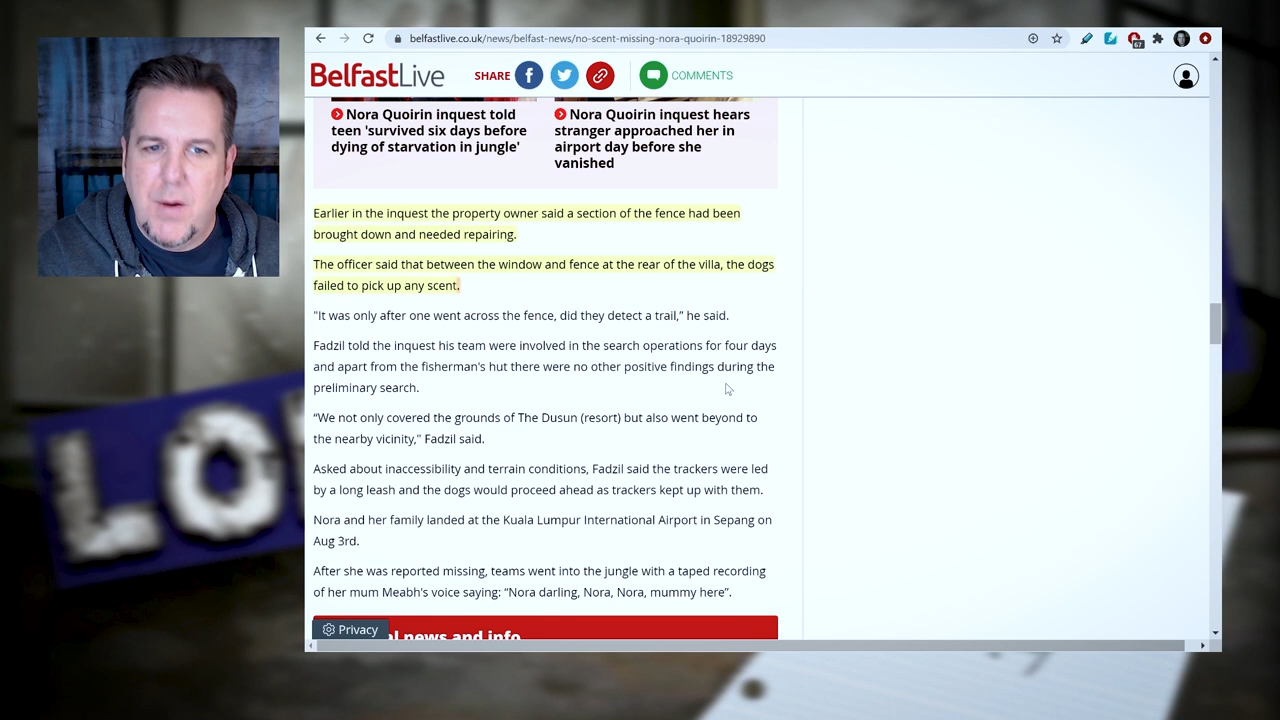 belfastlive.co.uk/news/belfast-news/no-scent-missing-nora-quoirin-18929890
67
BelfastLive
SHARE
COMMENTS
Nora Quoirin inquest told
teen 'survived six days before
dying of starvation in jungle'
Nora Quoirin inquest hears
stranger approached her in
airport day before she
vanished
Earlier in the inquest the property owner said a section of the fence had been
brought down and needed repairing.
The officer said that between the window and fence at the rear of the villa, the dogs
failed to pick up any scent.
"It was only after one went across the fence, did they detect a trail,” he said.
Fadzil told the inquest his team were involved in the search operations for four days
and apart from the fisherman's hut there were no other positive findings during the
preliminary search.
“We not only covered the grounds of The Dusun (resort) but also went beyond to
the nearby vicinity," Fadzil said.
Asked about inaccessibility and terrain conditions, Fadzil said the trackers were led
by a long leash and the dogs would proceed ahead as trackers kept up with them.
Nora and her family landed at the Kuala Lumpur International Airport in Sepang on
Aug 3rd.
After she was reported missing, teams went into the jungle with a taped recording
of her mum Meabh's voice saying: “Nora darling, Nora, Nora, mummy here”.
news and info
Privacy
LO